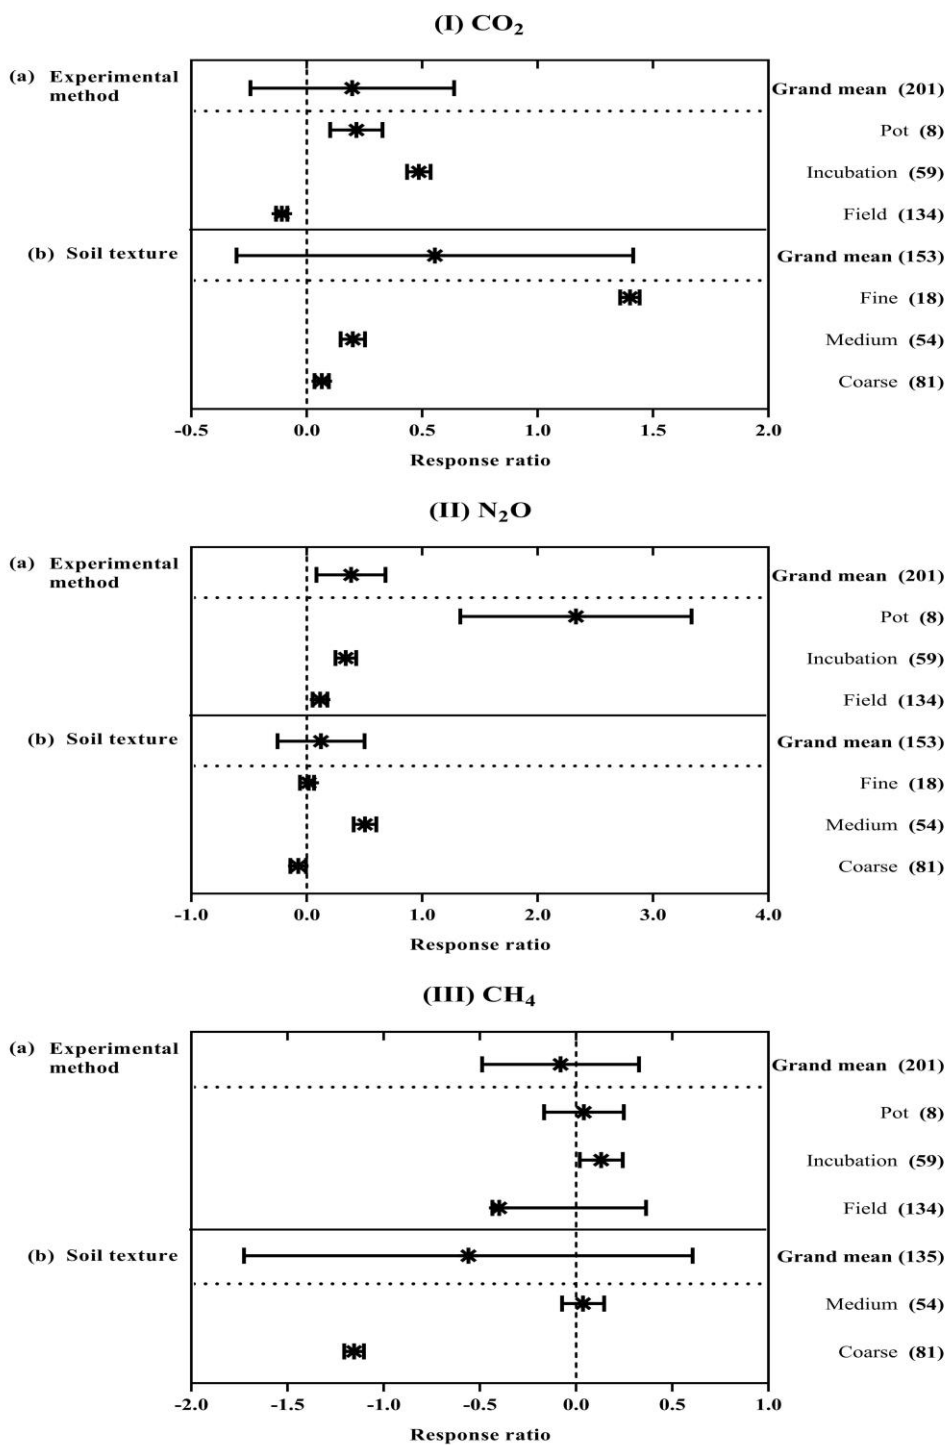 (I) CO₂
(a) Experimental method
Grand mean (201)
Pot (8)
Incubation (59)
Field (134)
(b) Soil texture
Grand mean (153)
Fine (18)
Medium (54)
Coarse (81)
-0.5 0.0 0.5 1.0 1.5 2.0
Response ratio
(II) N₂O
(a) Experimental method
Grand mean (201)
Pot (8)
Incubation (59)
Field (134)
(b) Soil texture
Grand mean (153)
Fine (18)
Medium (54)
Coarse (81)
-1.0 0.0 1.0 2.0 3.0 4.0
Response ratio
(III) CH₄
(a) Experimental method
Grand mean (201)
Pot (8)
Incubation (59)
Field (134)
(b) Soil texture
Grand mean (135)
Medium (54)
Coarse (81)
-2.0 -1.5 -1.0 -0.5 0.0 0.5 1.0
Response ratio